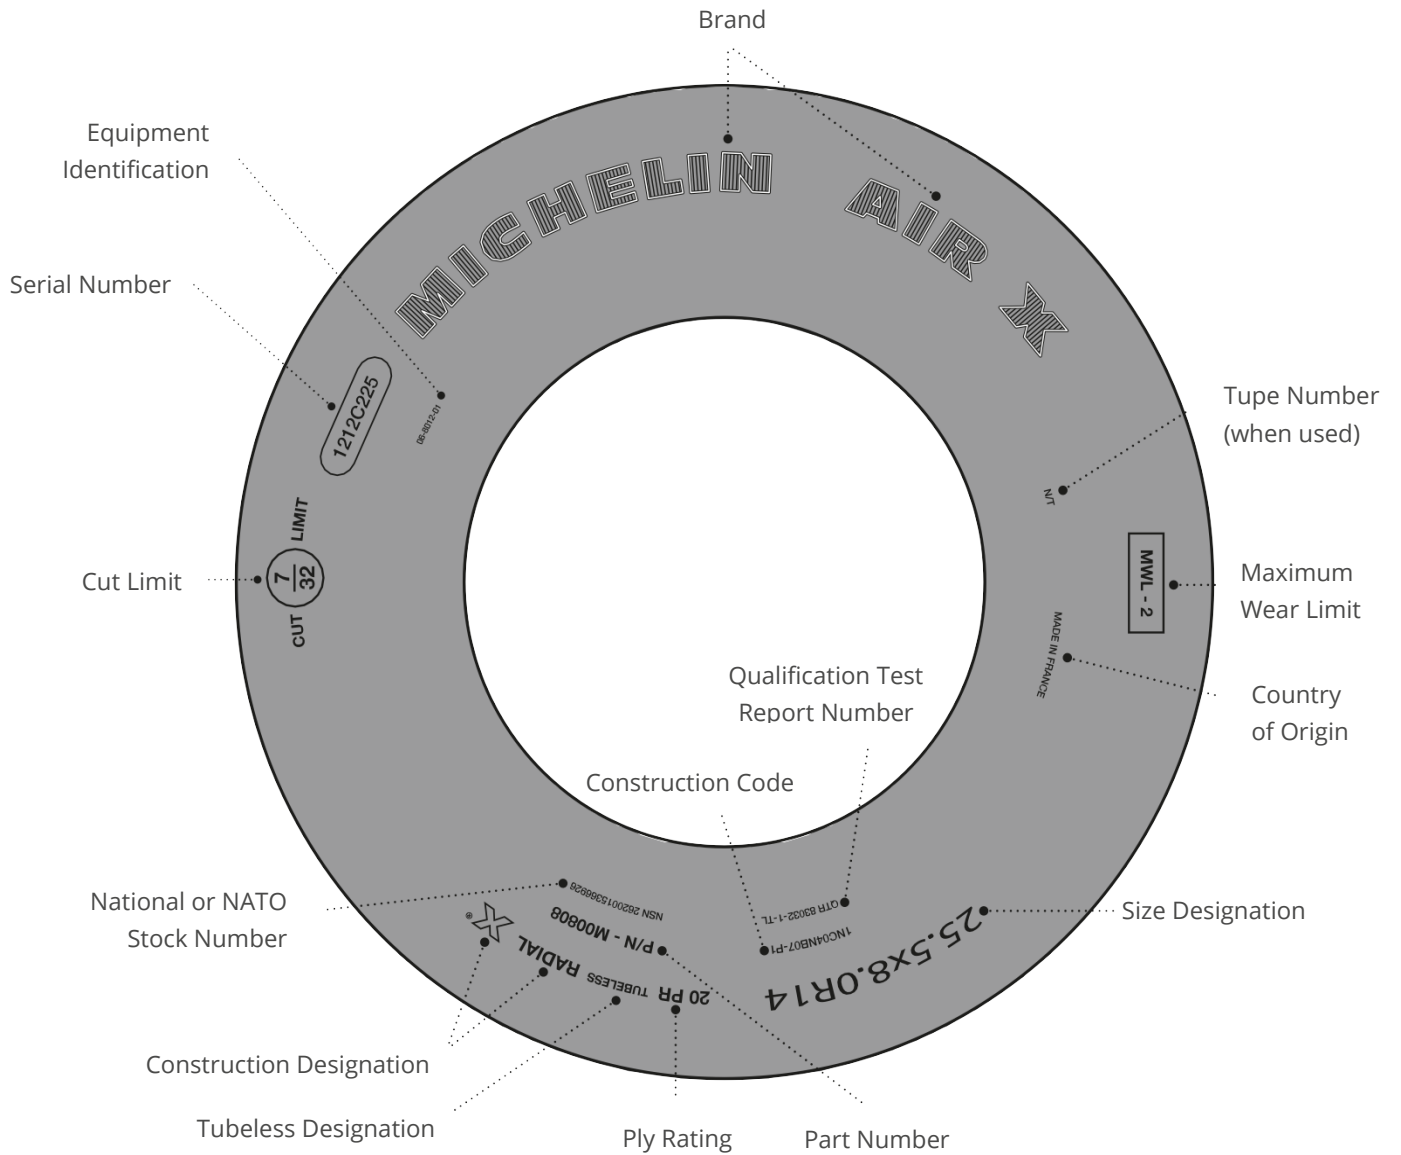 Brand
Equipment
Identification
MICHELIN AIR X
Serial Number
1212C225
06-8012-01
Tupe Number
(when used)
N/T
CUT 7/32 LIMIT
Cut Limit
MWL - 2
Maximum
Wear Limit
MADE IN FRANCE
Country
of Origin
Qualification Test
Report Number
Construction Code
National or NATO
Stock Number
NSN 2620015366926
P/N - M00808
X®
RADIAL
TUBELESS
20 PR
QTR 83032-1-TL
1NC04NB07-P1
25.5x8.0R14
Size Designation
Construction Designation
Tubeless Designation
Ply Rating
Part Number